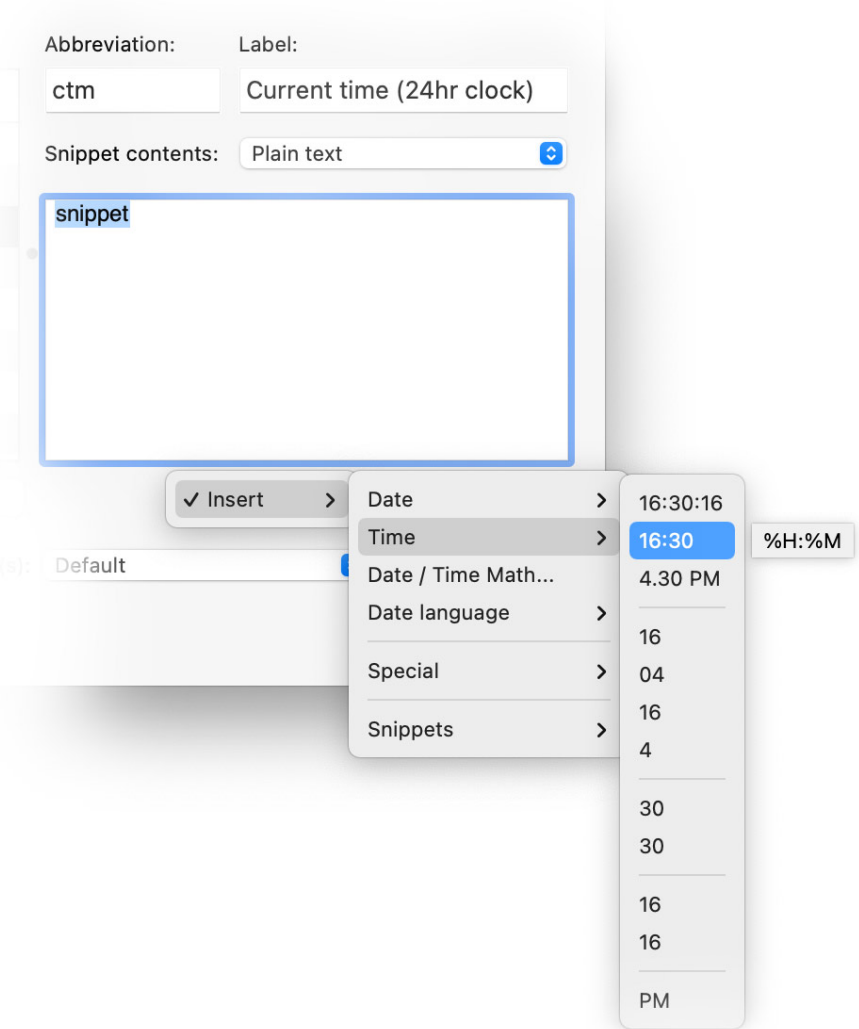 Abbreviation: Label:
ctm Current time (24hr clock)
Snippet contents: Plain text
snippet
✓ Insert
Default
Date
Time
Date / Time Math...
Date language
Special
Snippets
16:30:16
16:30
4.30 PM
16
04
16
4
30
30
16
16
PM
%H:%M